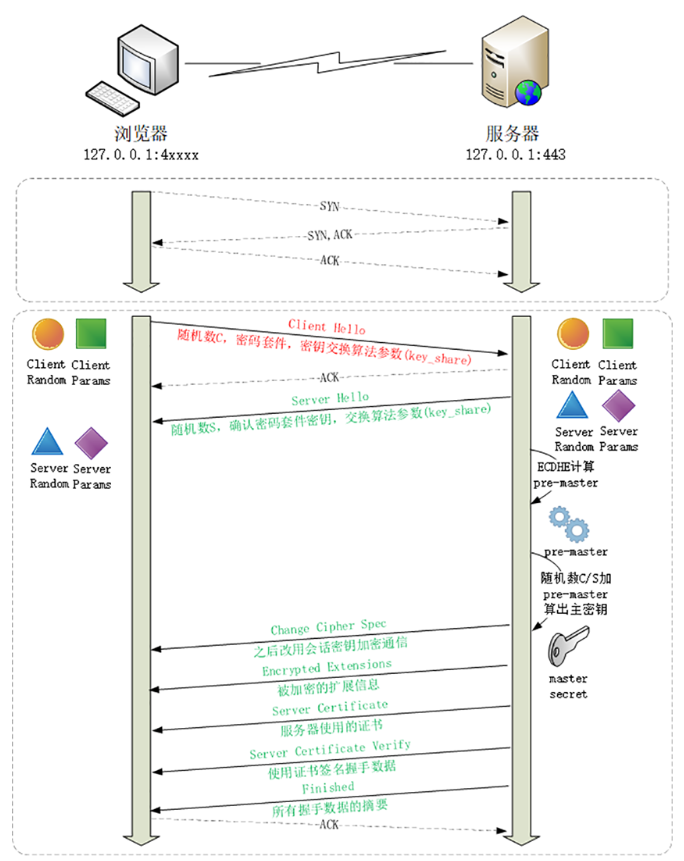 浏览器
服务器
127.0.0.1:4xxxx
127.0.0.1:443
SYN
SYN,ACK
ACK
Client Hello
随机数C，密码套件，密钥交换算法参数(key_share)
Client
Random
Client
Params
Client
Random
Client
Params
ACK
Server Hello
随机数S，确认密码套件密钥，交换算法参数(key_share)
Server
Random
Server
Params
Server
Random
Server
Params
ECDHE计算
pre-master
pre-master
随机数C/S加
pre-master
算出主密钥
Change Cipher Spec
之后改用会话密钥加密通信
master
secret
Encrypted Extensions
被加密的扩展信息
Server Certificate
服务器使用的证书
Server Certificate Verify
使用证书签名握手数据
Finished
所有握手数据的摘要
ACK